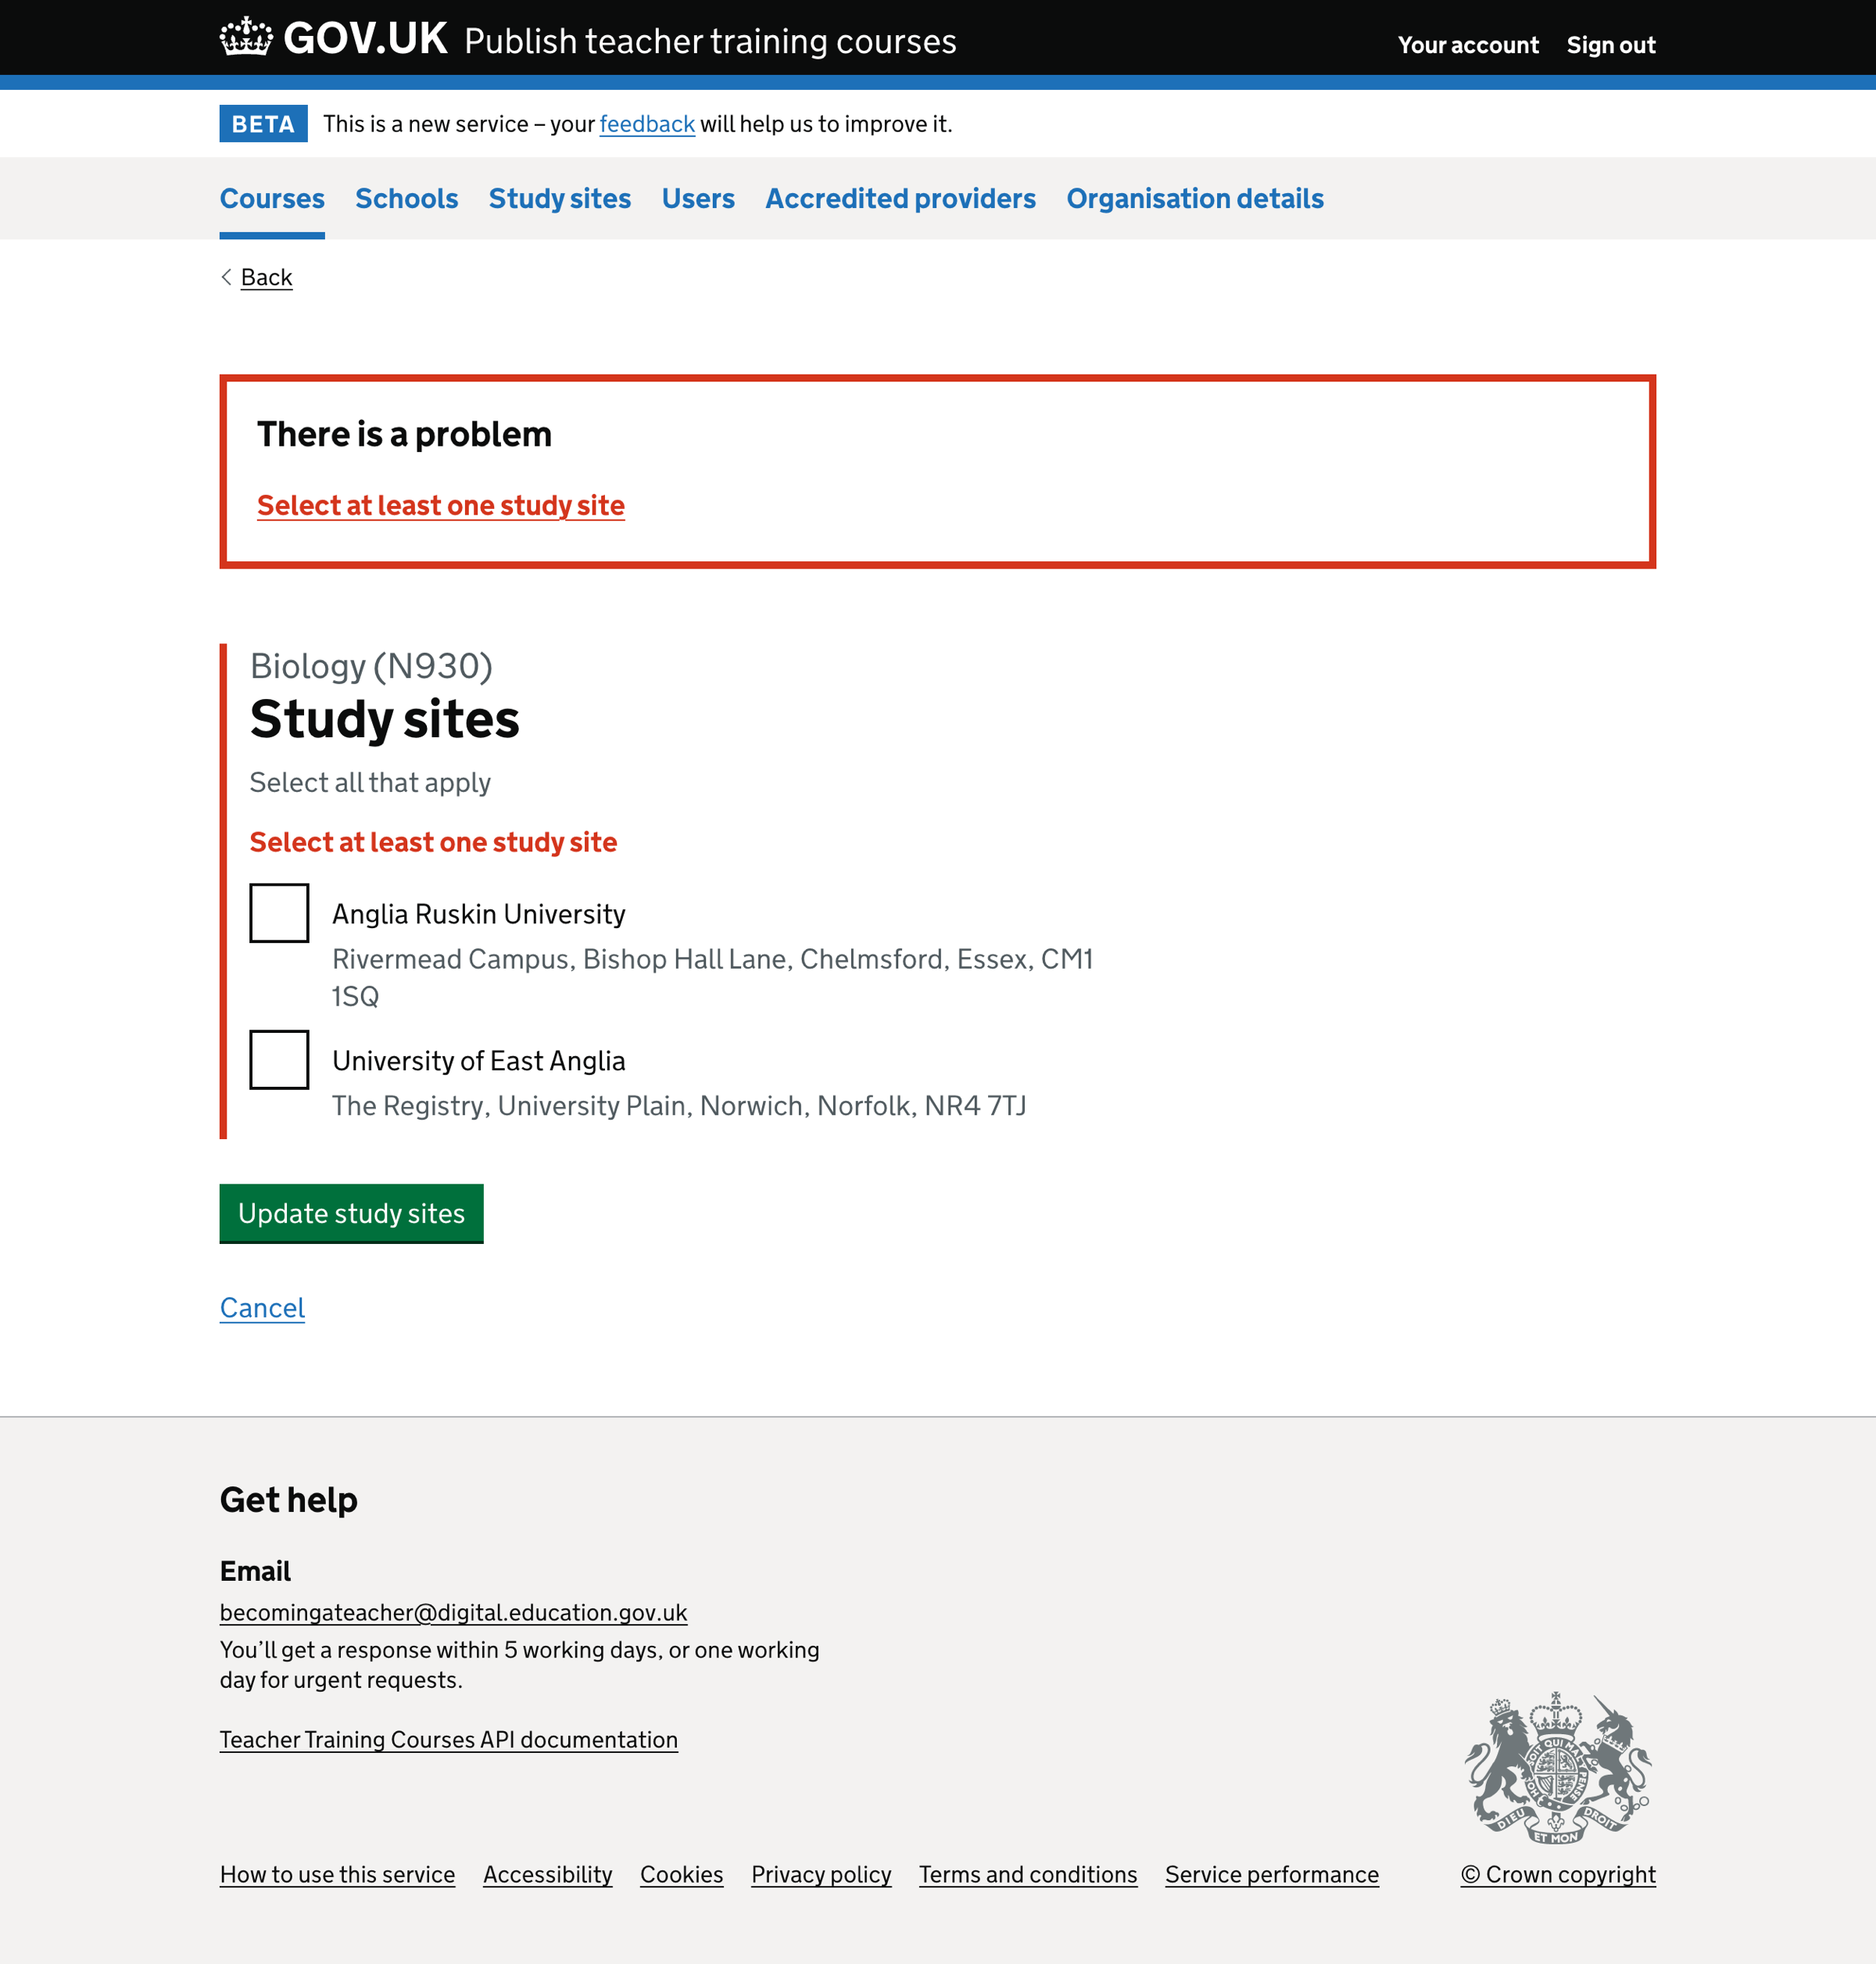 GOV.UK Publish teacher training courses
Your account Sign out
BETA This is a new service – your feedback will help us to improve it.
Courses Schools Study sites Users Accredited providers Organisation details
Back
There is a problem
Select at least one study site
Biology (N930)
Study sites
Select all that apply
Select at least one study site
Anglia Ruskin University
Rivermead Campus, Bishop Hall Lane, Chelmsford, Essex, CM1
1SQ
University of East Anglia
The Registry, University Plain, Norwich, Norfolk, NR4 7TJ
Update study sites
Cancel
Get help
Email
becomingateacher@digital.education.gov.uk
You’ll get a response within 5 working days, or one working
day for urgent requests.
Teacher Training Courses API documentation
DIEU ET MON DROIT
How to use this service Accessibility Cookies Privacy policy Terms and conditions Service performance © Crown copyright